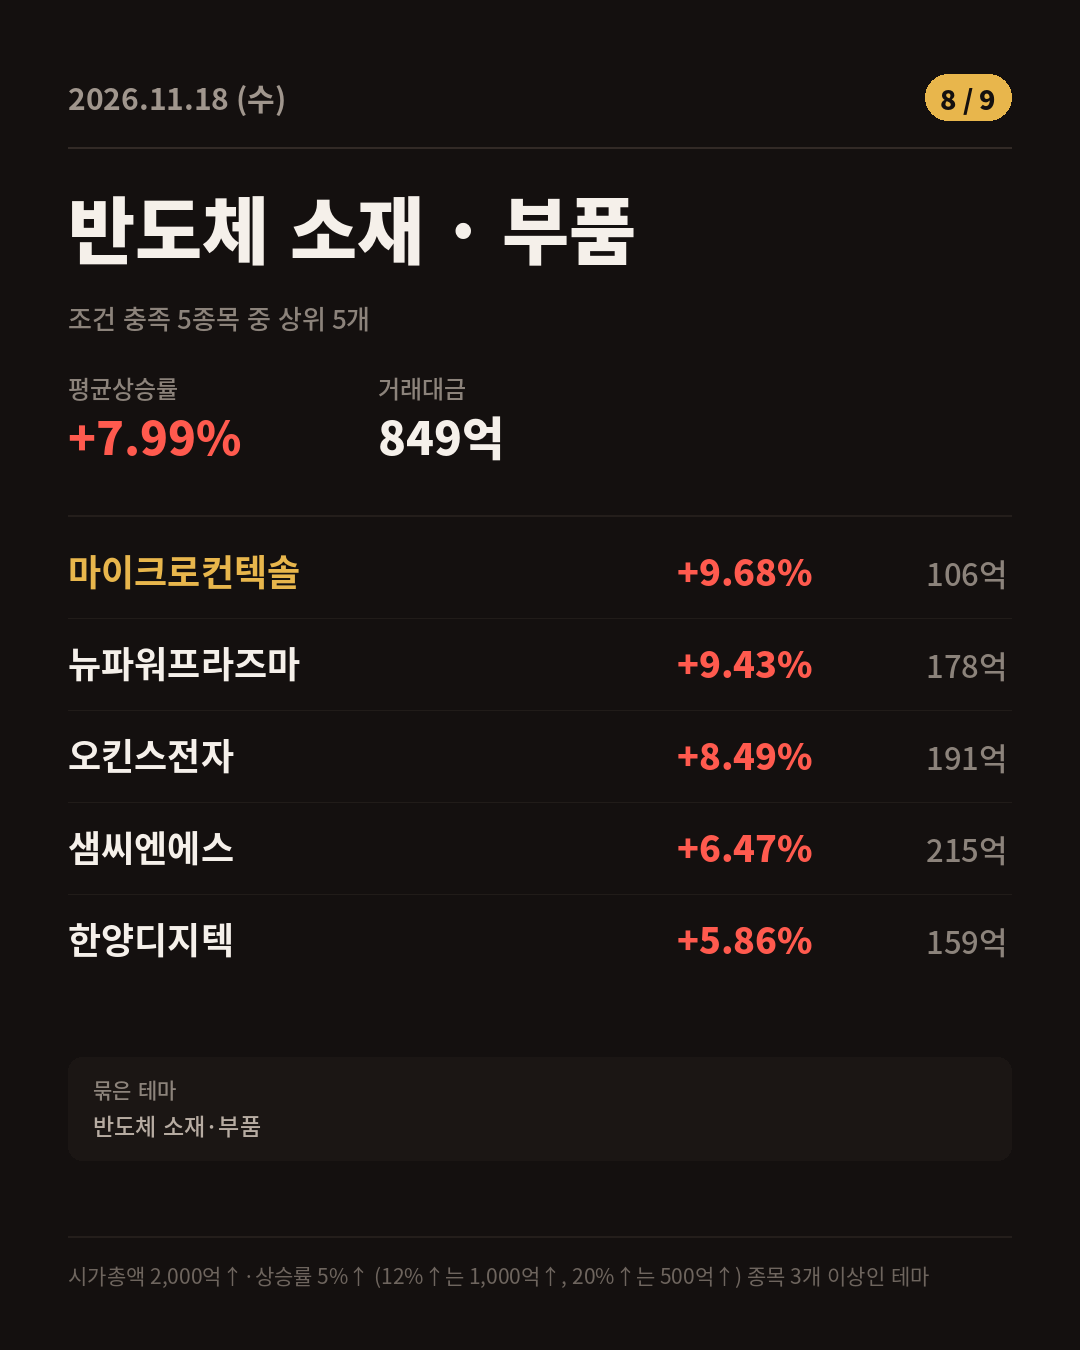 2026.11.18 (수)
8 / 9
반도체 소재 · 부품
조건 충족 5종목 중 상위 5개
평균상승률 거래대금
+7.99% 849억
마이크로컨텍솔 +9.68% 106억
뉴파워프라즈마 +9.43% 178억
오킨스전자 +8.49% 191억
샘씨엔에스 +6.47% 215억
한양디지텍 +5.86% 159억
묶은 테마
반도체 소재·부품
시가총액 2,000억↑·상승률 5%↑ (12%↑는 1,000억↑, 20%↑는 500억↑) 종목 3개 이상인 테마